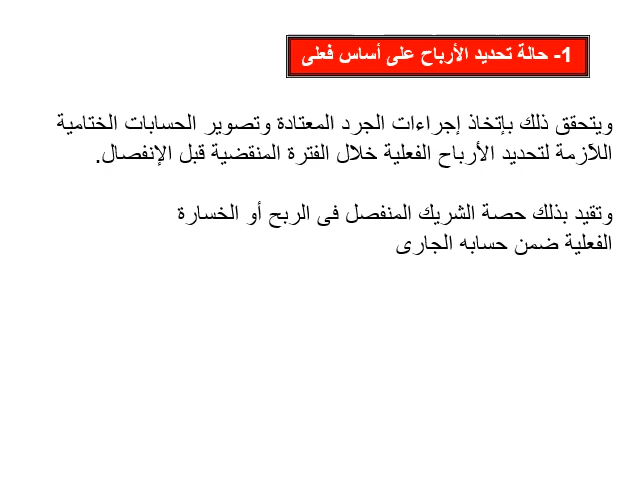 1- حالة تحديد الأرباح على أساس فعلى
ويتحقق ذلك بإتخاذ إجراءات الجرد المعتادة وتصوير الحسابات الختامية
اللآزمة لتحديد الأرباح الفعلية خلال الفترة المنقضية قبل الإنفصال.
وتقيد بذلك حصة الشريك المنفصل فى الربح أو الخسارة
الفعلية ضمن حسابه الجارى